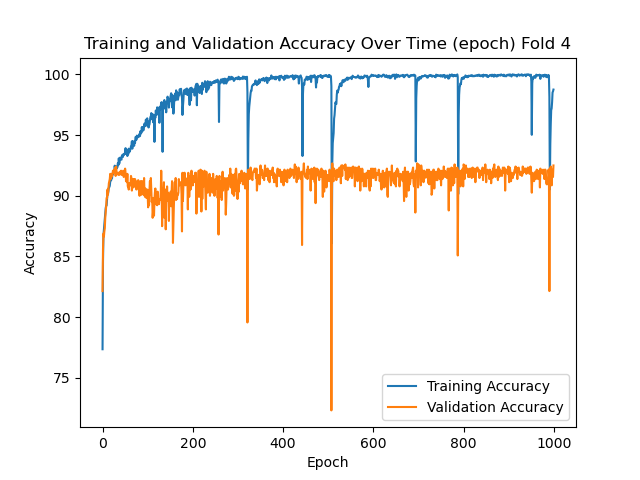 Training and Validation Accuracy Over Time (epoch) Fold 4
100
95
90
85
80
75
Accuracy
0
200
400
600
800
1000
Epoch
Training Accuracy
Validation Accuracy